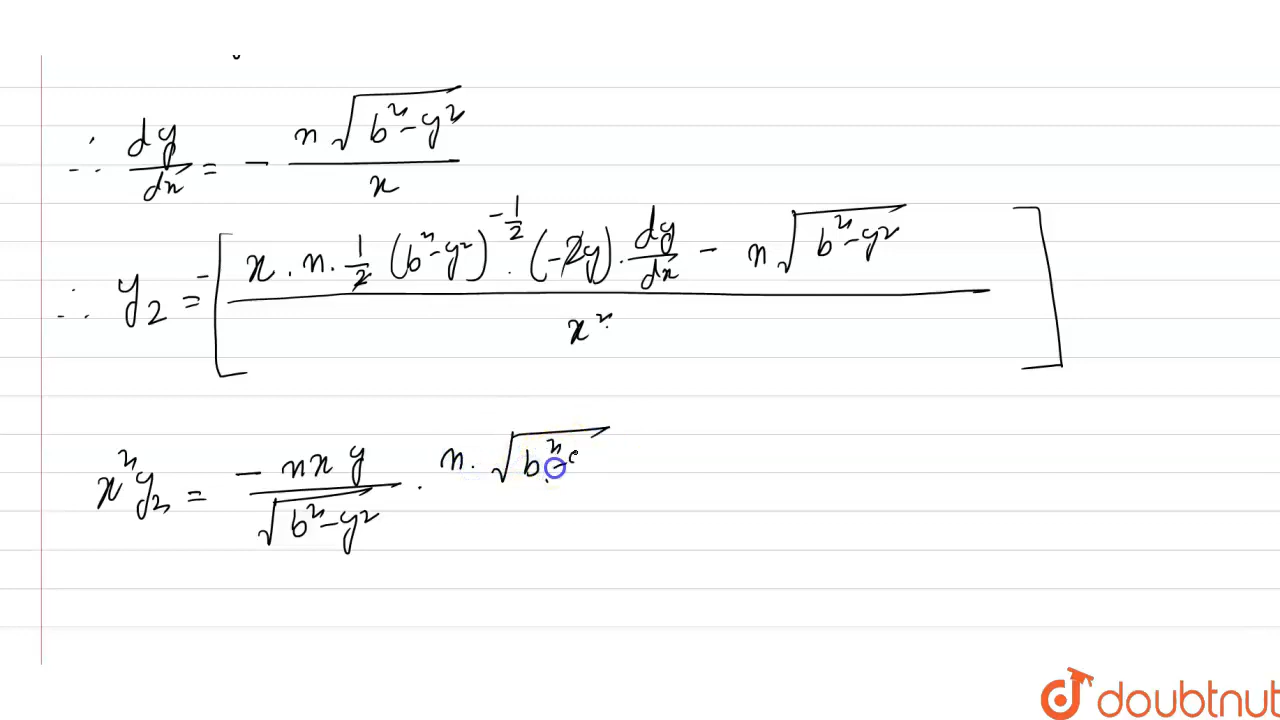 ∴ dy/dx = - n√(b²-y²) / x
∴ y₂ = -[ (x . n . 1/2 (b²-y²)^(-1/2) . (-2y) . dy/dx - n√(b²-y²)) / x² ]
x²y₂ = (- nxy / √(b²-y²)) . n . √(b²-
doubtnut